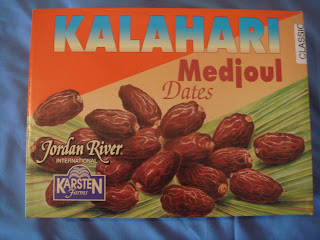 KALAHARI
CLASSIC
Medjoul
Dates
Jordan River
INTERNATIONAL
KARSTEN
Farms